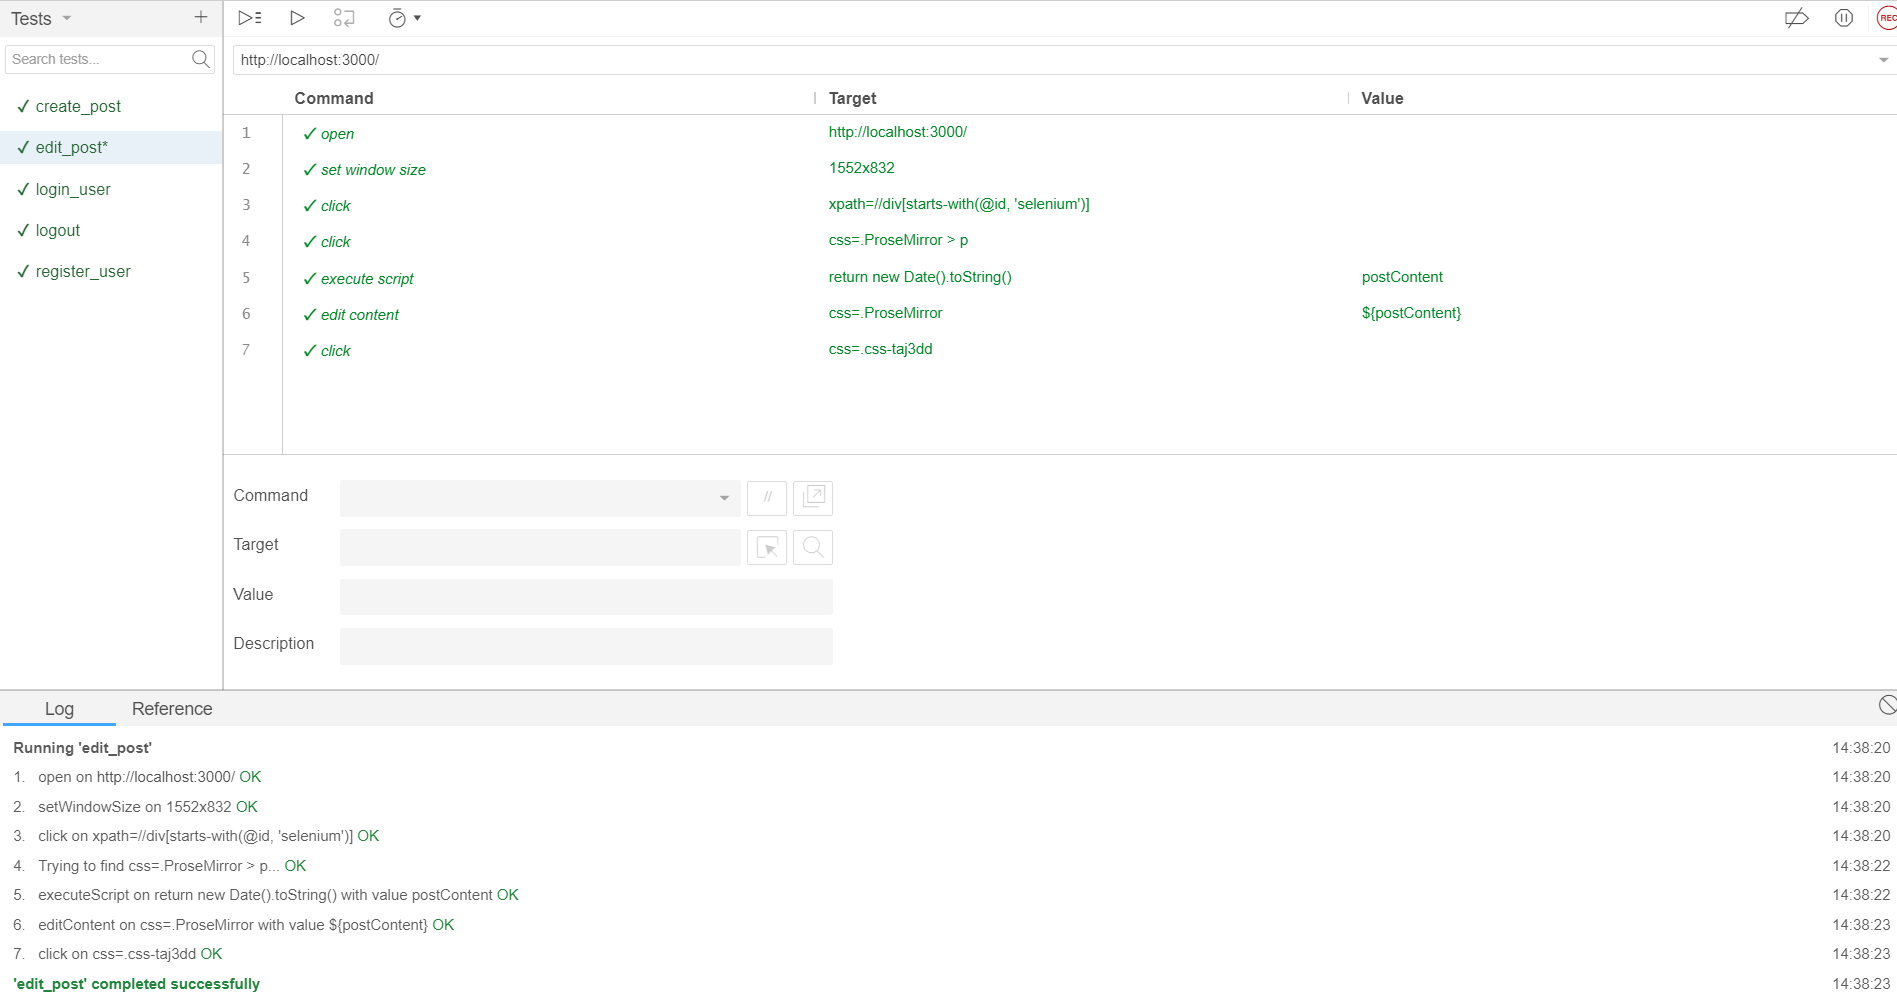 Tests
Search tests...
✓ create_post
✓ edit_post*
✓ login_user
✓ logout
✓ register_user
REC
http://localhost:3000/
Command Target Value
1 ✓ open http://localhost:3000/
2 ✓ set window size 1552x832
3 ✓ click xpath=//div[starts-with(@id, 'selenium')]
4 ✓ click css=.ProseMirror > p
5 ✓ execute script return new Date().toString() postContent
6 ✓ edit content css=.ProseMirror ${postContent}
7 ✓ click css=.css-taj3dd
Command //
Target
Value
Description
Log Reference
Running 'edit_post' 14:38:20
1. open on http://localhost:3000/ OK 14:38:20
2. setWindowSize on 1552x832 OK 14:38:20
3. click on xpath=//div[starts-with(@id, 'selenium')] OK 14:38:20
4. Trying to find css=.ProseMirror > p... OK 14:38:22
5. executeScript on return new Date().toString() with value postContent OK 14:38:22
6. editContent on css=.ProseMirror with value ${postContent} OK 14:38:23
7. click on css=.css-taj3dd OK 14:38:23
'edit_post' completed successfully 14:38:23